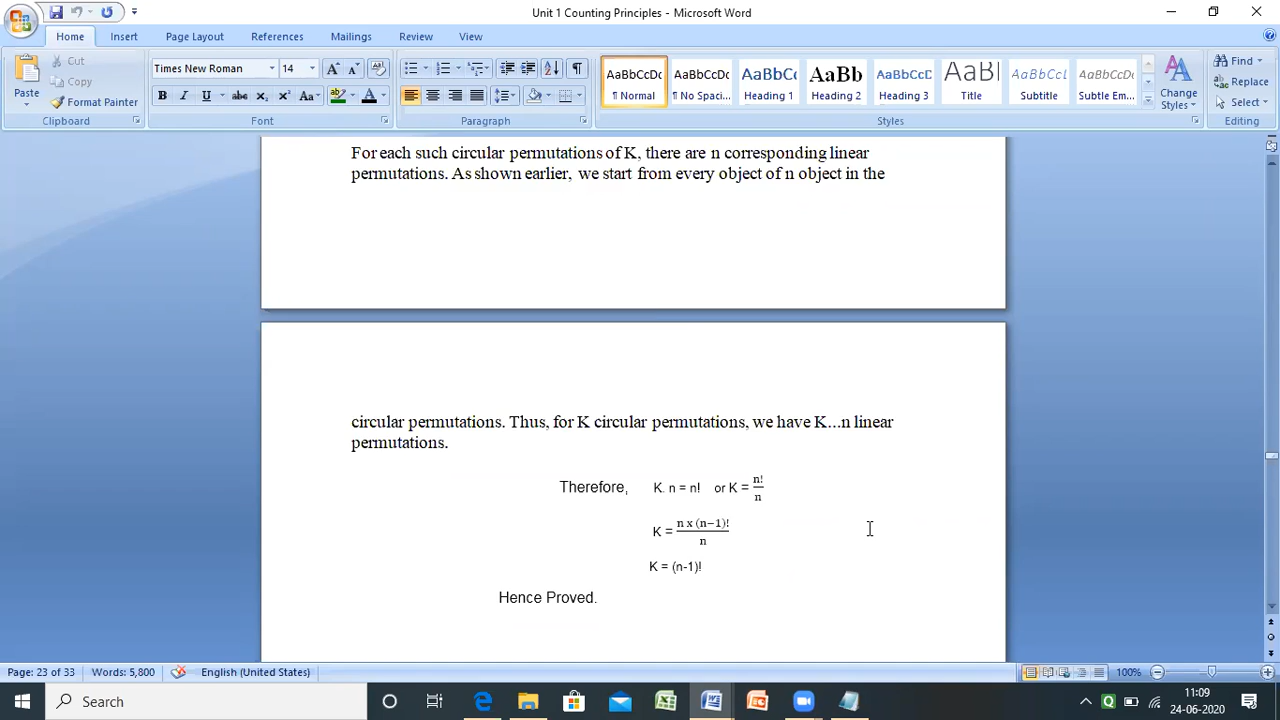 Unit 1 Counting Principles - Microsoft Word
Home Insert Page Layout References Mailings Review View
Cut
Copy
Paste
Format Painter
Clipboard
Times New Roman 14
B I U abc x₂ x² Aa
Font
Paragraph
AaBbCcDc AaBbCcDc AaBbC AaBb AaBbCcD AaB AaBbCcL AaBbCcDc
¶ Normal ¶ No Spaci... Heading 1 Heading 2 Heading 3 Title Subtitle Subtle Em...
Change
Styles
Styles
Find
Replace
Select
Editing
For each such circular permutations of K, there are n corresponding linear
permutations. As shown earlier, we start from every object of n object in the
circular permutations. Thus, for K circular permutations, we have K...n linear
permutations.
Therefore, K. n = n! or K = n!/n
K = n x (n−1)!/n
K = (n-1)!
Hence Proved.
Page: 23 of 33 Words: 5,800 English (United States) 100%
Search
11:09
24-06-2020